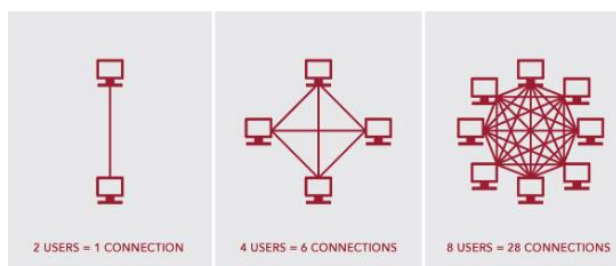 2 USERS = 1 CONNECTION
4 USERS = 6 CONNECTIONS
8 USERS = 28 CONNECTIONS